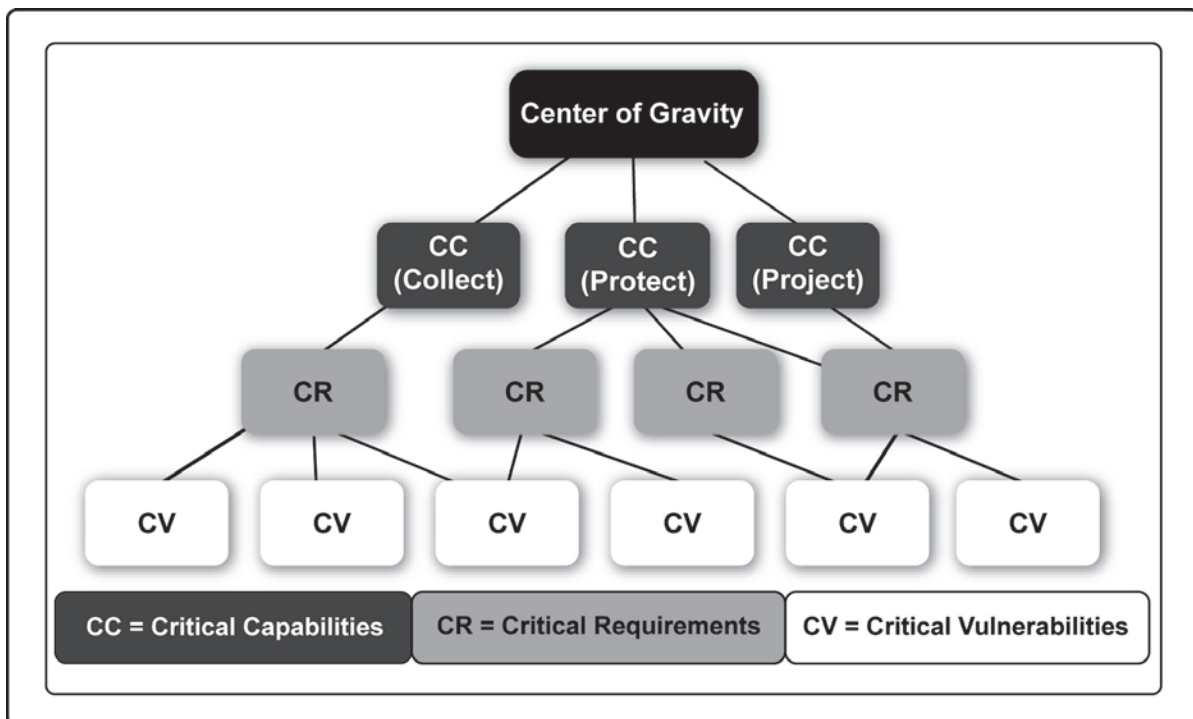 Center of Gravity
CC
(Collect)
CC
(Protect)
CC
(Project)
CR
CR
CR
CR
CV
CV
CV
CV
CV
CV
CC = Critical Capabilities
CR = Critical Requirements
CV = Critical Vulnerabilities